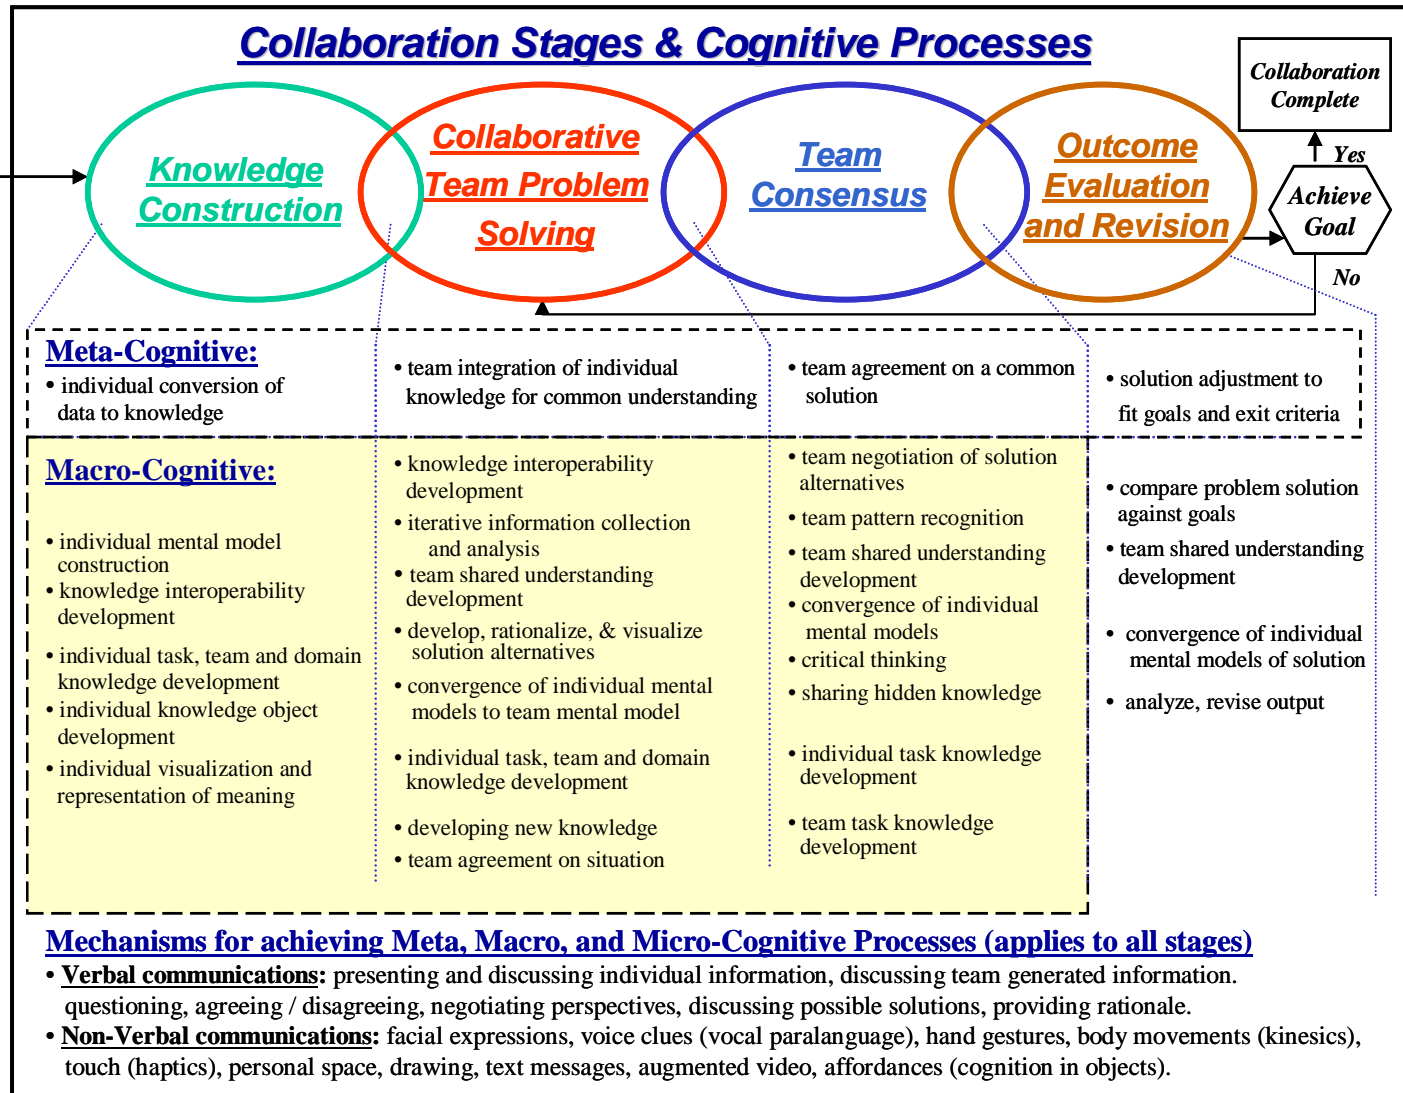 Collaboration Stages & Cognitive Processes
Knowledge
Construction
Collaborative
Team Problem
Solving
Team
Consensus
Outcome
Evaluation
and Revision
Collaboration
Complete
Yes
Achieve
Goal
No
Meta-Cognitive:
• individual conversion of
data to knowledge
• team integration of individual
knowledge for common understanding
• team agreement on a common
solution
• solution adjustment to
fit goals and exit criteria
Macro-Cognitive:
• individual mental model
construction
• knowledge interoperability
development
• individual task, team and domain
knowledge development
• individual knowledge object
development
• individual visualization and
representation of meaning
• knowledge interoperability
development
• iterative information collection
and analysis
• team shared understanding
development
• develop, rationalize, & visualize
solution alternatives
• convergence of individual mental
models to team mental model
• individual task, team and domain
knowledge development
• developing new knowledge
• team agreement on situation
• team negotiation of solution
alternatives
• team pattern recognition
• team shared understanding
development
• convergence of individual
mental models
• critical thinking
• sharing hidden knowledge
• individual task knowledge
development
• team task knowledge
development
• compare problem solution
against goals
• team shared understanding
development
• convergence of individual
mental models of solution
• analyze, revise output
Mechanisms for achieving Meta, Macro, and Micro-Cognitive Processes (applies to all stages)
• Verbal communications: presenting and discussing individual information, discussing team generated information.
questioning, agreeing / disagreeing, negotiating perspectives, discussing possible solutions, providing rationale.
• Non-Verbal communications: facial expressions, voice clues (vocal paralanguage), hand gestures, body movements (kinesics),
touch (haptics), personal space, drawing, text messages, augmented video, affordances (cognition in objects).